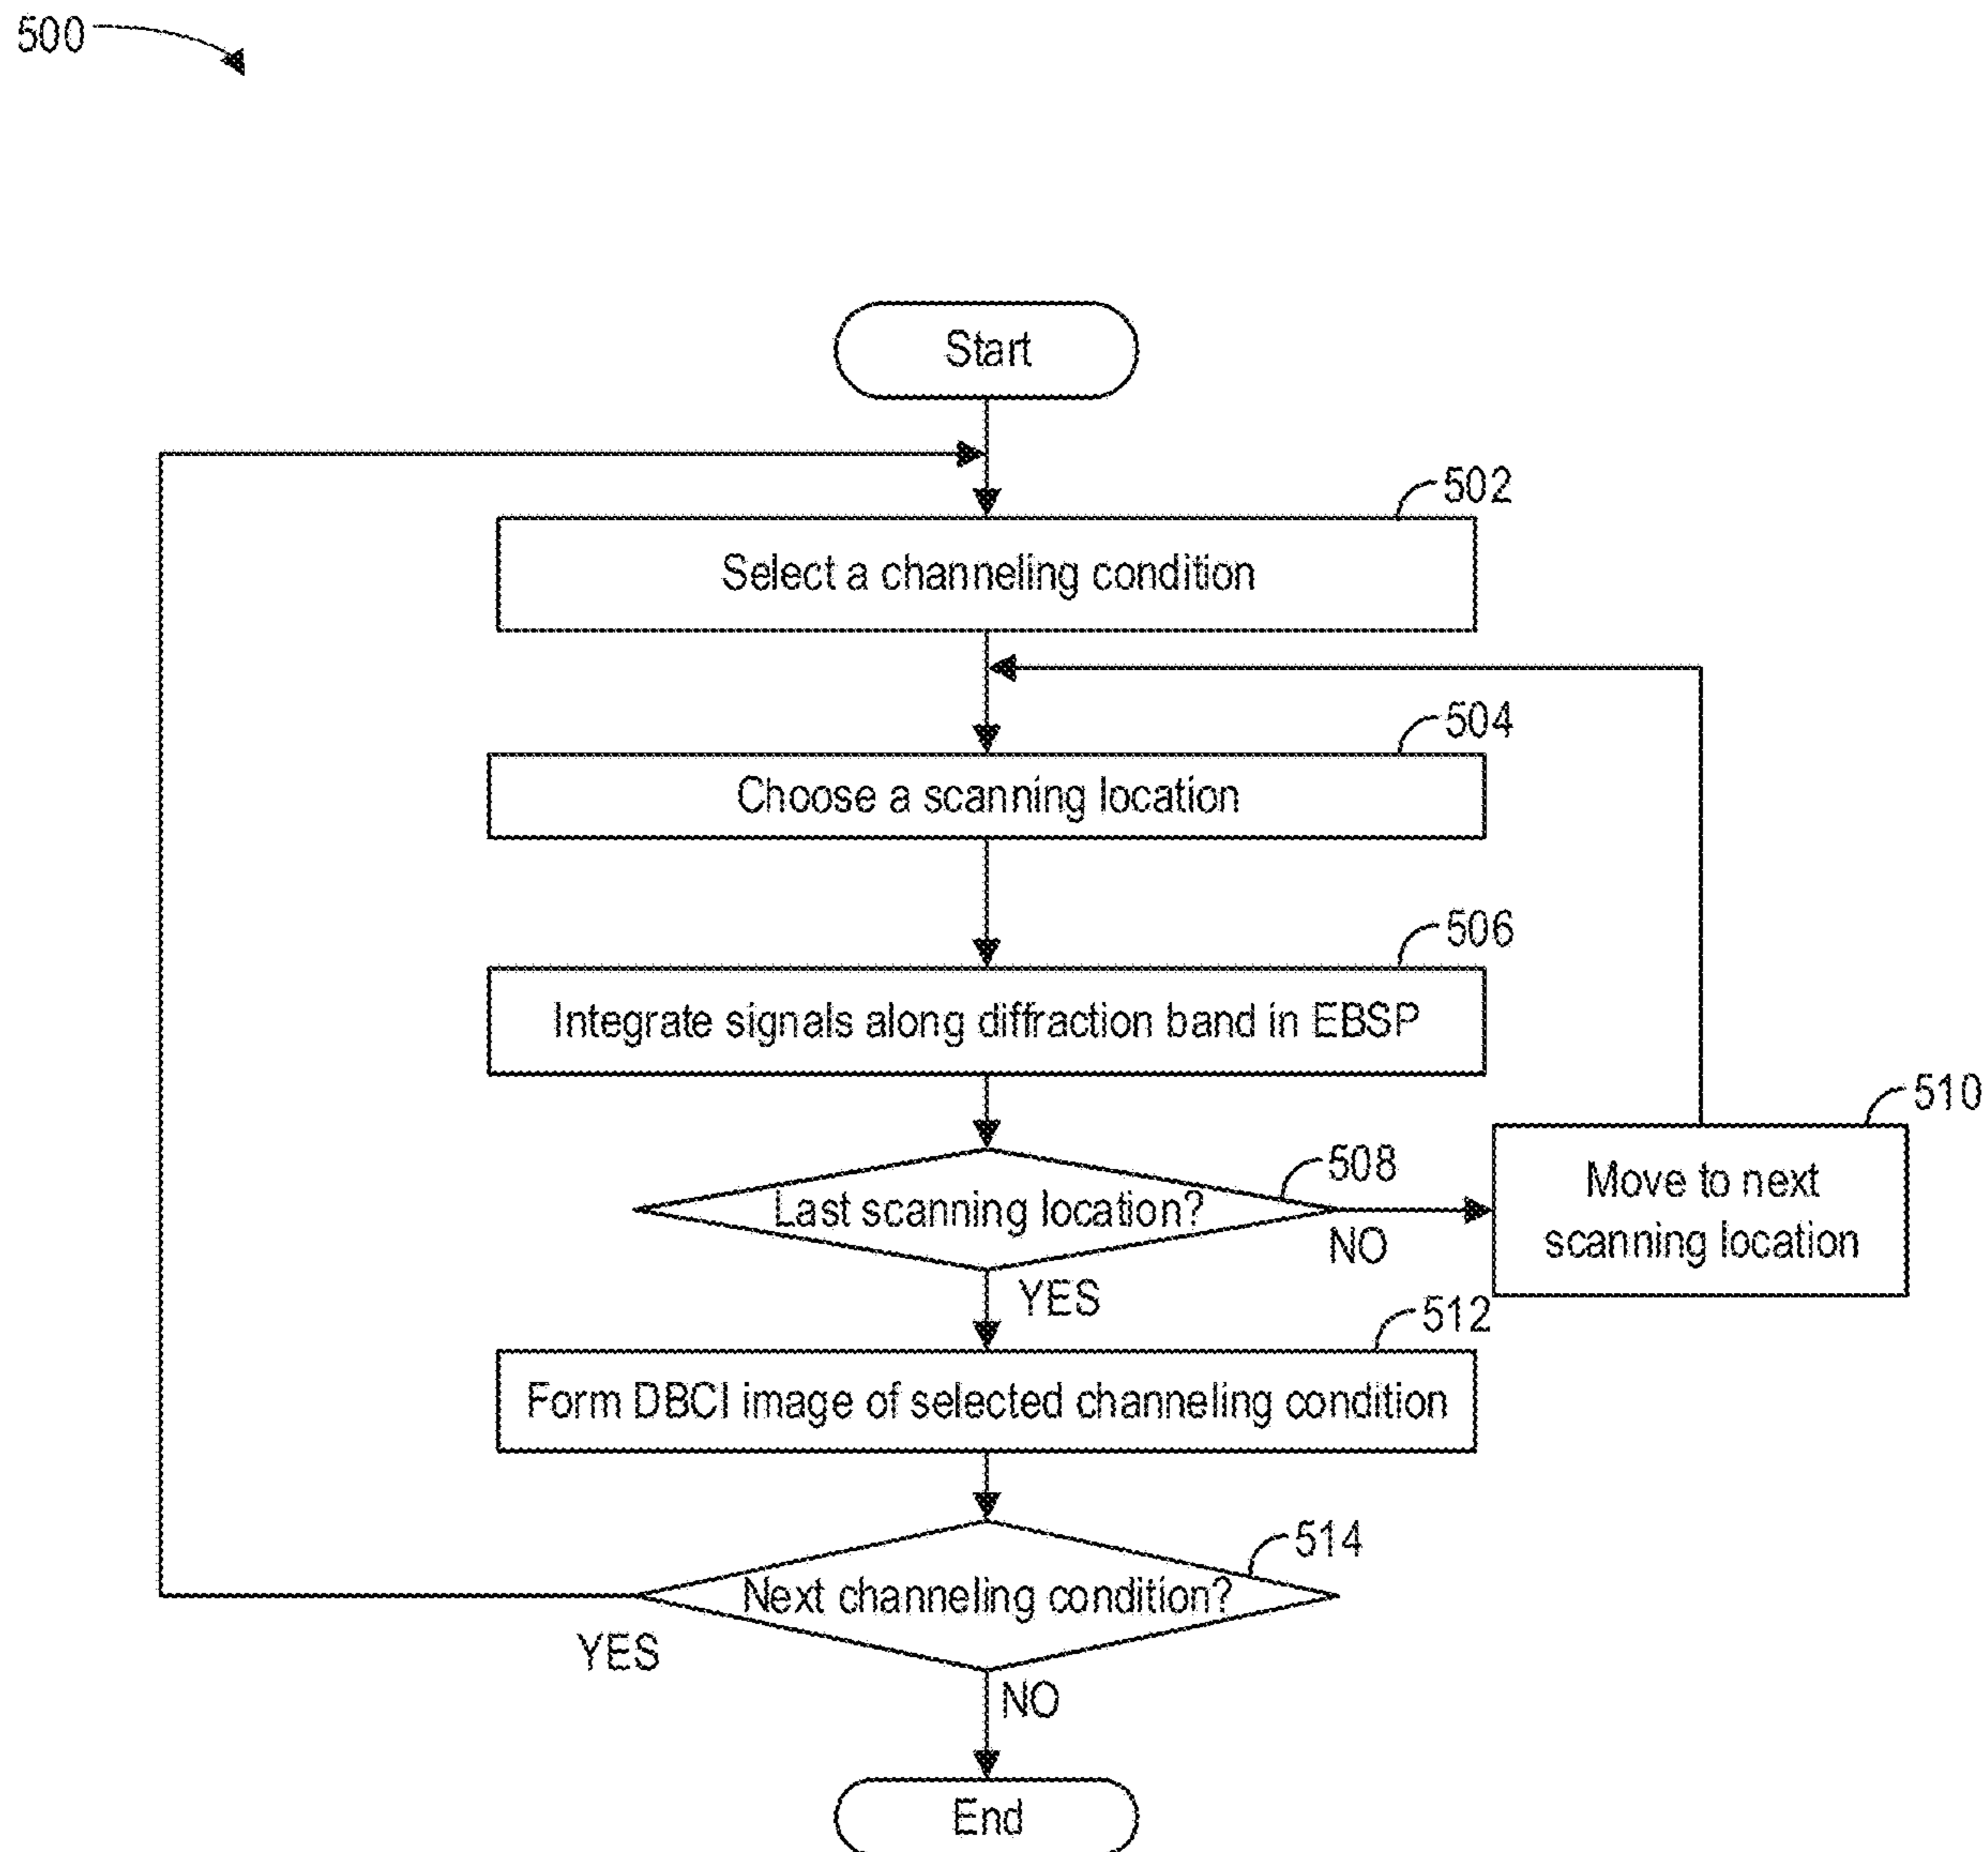 500
Start
502
Select a channeling condition
504
Choose a scanning location
506
Integrate signals along diffraction band in EBSP
508
Last scanning location?
NO
510
Move to next
scanning location
YES
512
Form DBCI image of selected channeling condition
514
Next channeling condition?
YES
NO
End